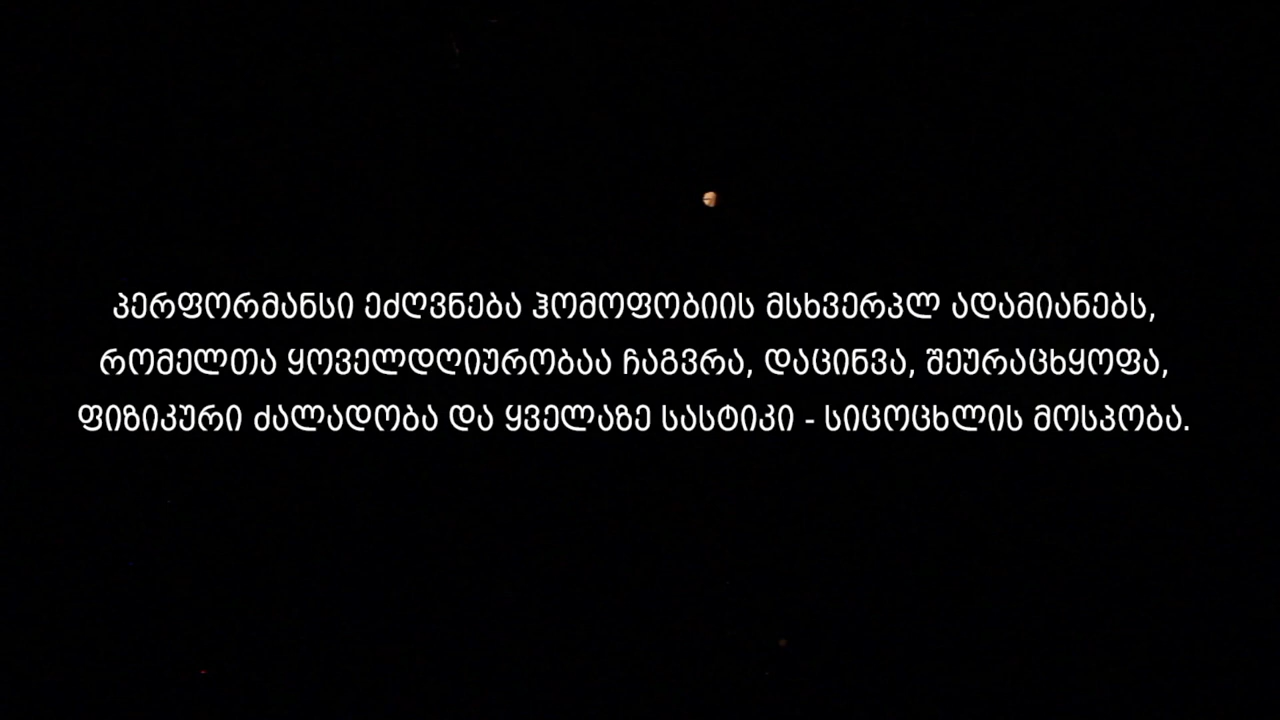 პერფორმანსი ეძღვნება ჰომოფობიის მსხვერპლ ადამიანებს,
რომელთა ყოველდღიურობაა ჩაგვრა, დაცინვა, შეურაცხყოფა,
ფიზიკური ძალადობა და ყველაზე სასტიკი - სიცოცხლის მოსპობა.